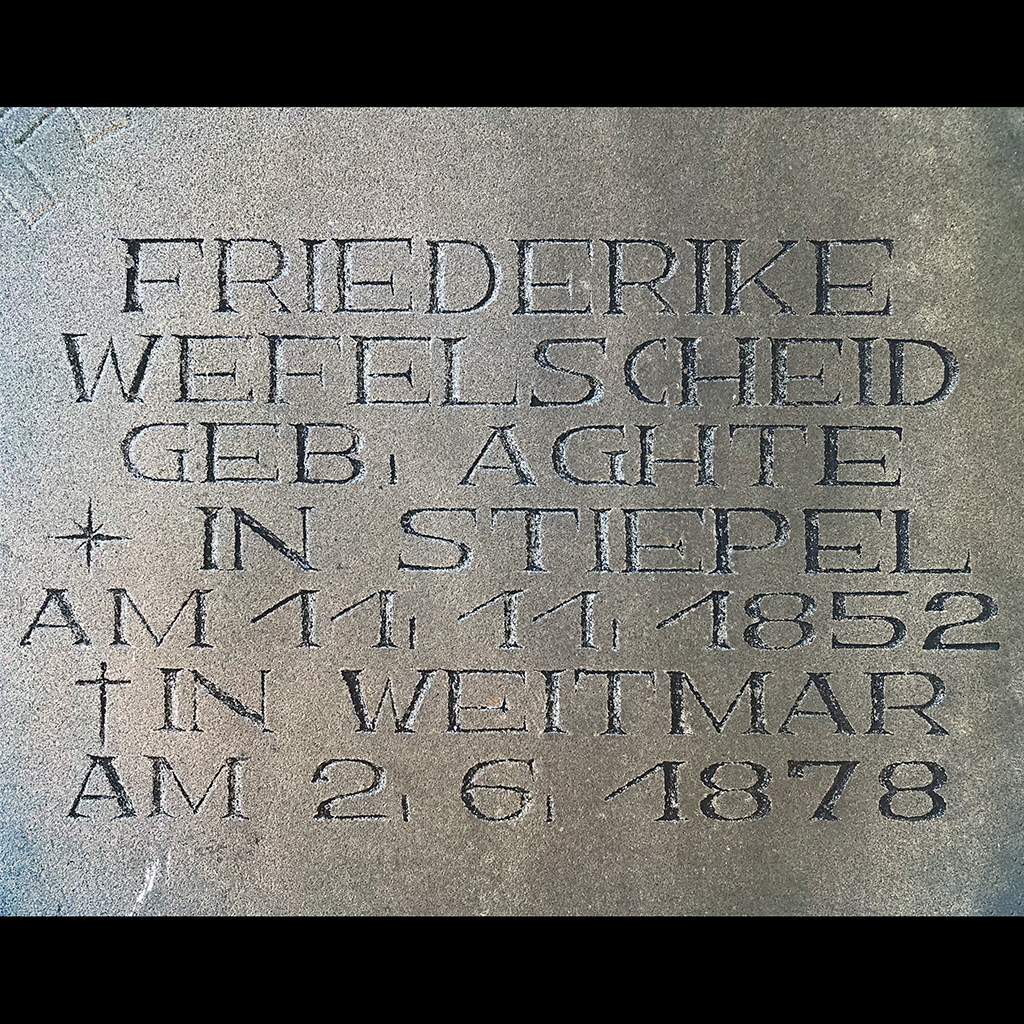 FRIEDERIKE
WEFELSCHEID
GEB. AGHTE
* IN STIEPEL
AM 11. 11. 1852
† IN WEITMAR
AM 2. 6. 1878